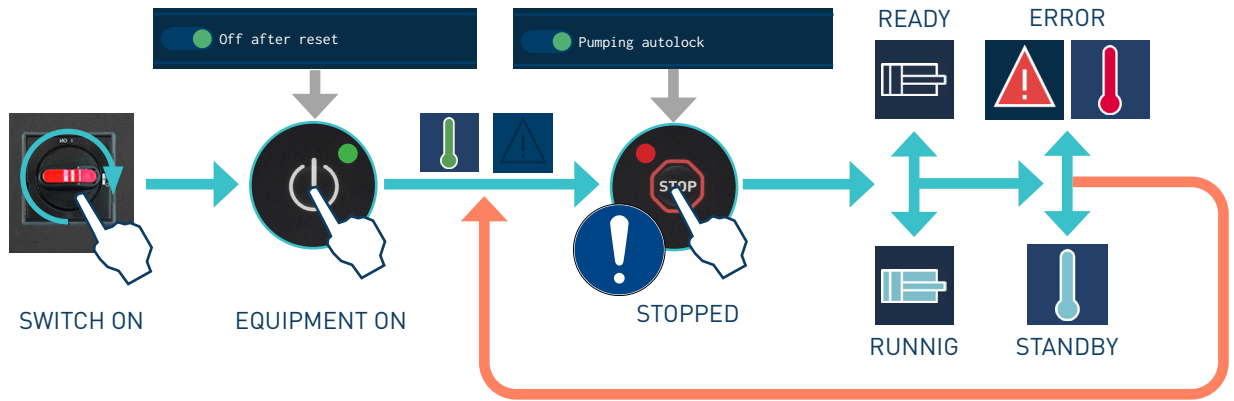 Off after reset
Pumping autolock
READY
ERROR
STOP
SWITCH ON
EQUIPMENT ON
STOPPED
RUNNIG
STANDBY